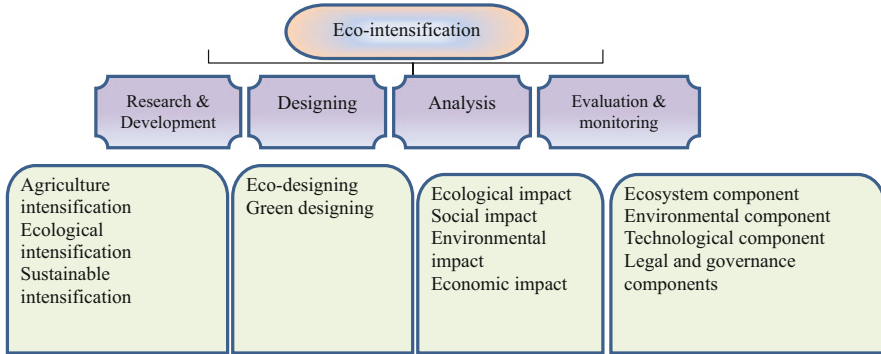 Eco-intensification
Research &
Development
Designing
Analysis
Evaluation &
monitoring
Agriculture
intensification
Ecological
intensification
Sustainable
intensification
Eco-designing
Green designing
Ecological impact
Social impact
Environmental
impact
Economic impact
Ecosystem component
Environmental component
Technological component
Legal and governance
components